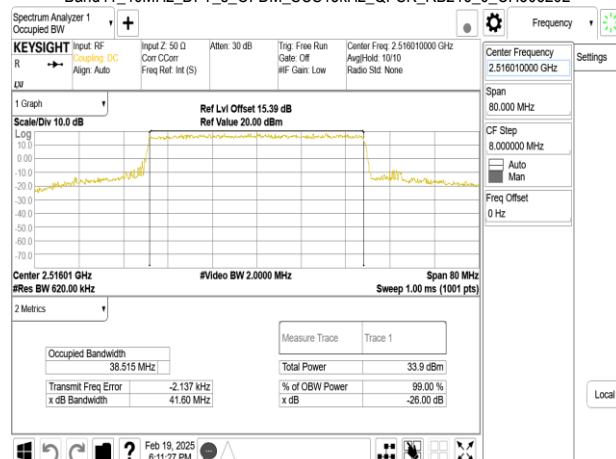 Spectrum Analyzer 1
Occupied BW
Frequency
KEYSIGHT
R
Input: RF
Coupling: DC
Align: Auto
Input Z: 50 Ω
Corr CCorr
Freq Ref: Int (S)
Atten: 30 dB
Trig: Free Run
Gate: Off
#IF Gain: Low
Center Freq: 2.516010000 GHz
Avg|Hold: 10/10
Radio Std: None
Center Frequency
2.516010000 GHz
Settings
Span
80.000 MHz
CF Step
8.000000 MHz
Auto
Man
Freq Offset
0 Hz
1 Graph
Scale/Div 10.0 dB
Ref Lvl Offset 15.39 dB
Ref Value 20.00 dBm
Log
10.0
0.00
-10.0
-20.0
-30.0
-40.0
-50.0
-60.0
-70.0
Center 2.51601 GHz
#Res BW 620.00 kHz
#Video BW 2.0000 MHz
Span 80 MHz
Sweep 1.00 ms (1001 pts)
2 Metrics
Measure Trace Trace 1
Occupied Bandwidth
38.515 MHz
Total Power 33.9 dBm
Transmit Freq Error -2.137 kHz
% of OBW Power 99.00 %
x dB Bandwidth 41.60 MHz
x dB -26.00 dB
Local
Feb 19, 2025
6:11:27 PM